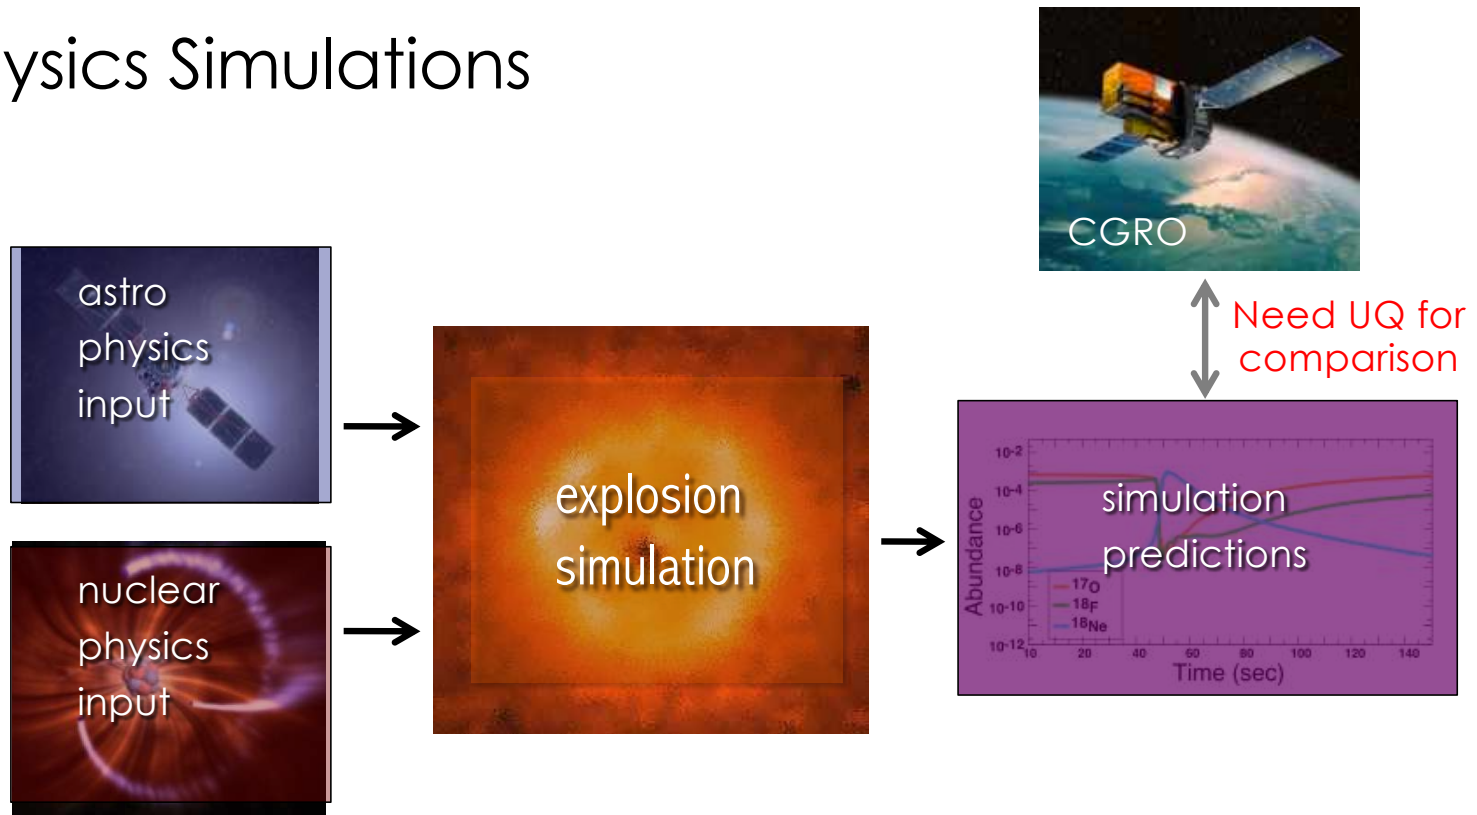 ysics Simulations
CGRO
Need UQ for
comparison
astro
physics
input
nuclear
physics
input
explosion
simulation
simulation
predictions
Abundance
10-2
10-4
10-6
10-8
10-10
10-12
17O
18F
18Ne
10 20 40 60 80 100 120 140
Time (sec)